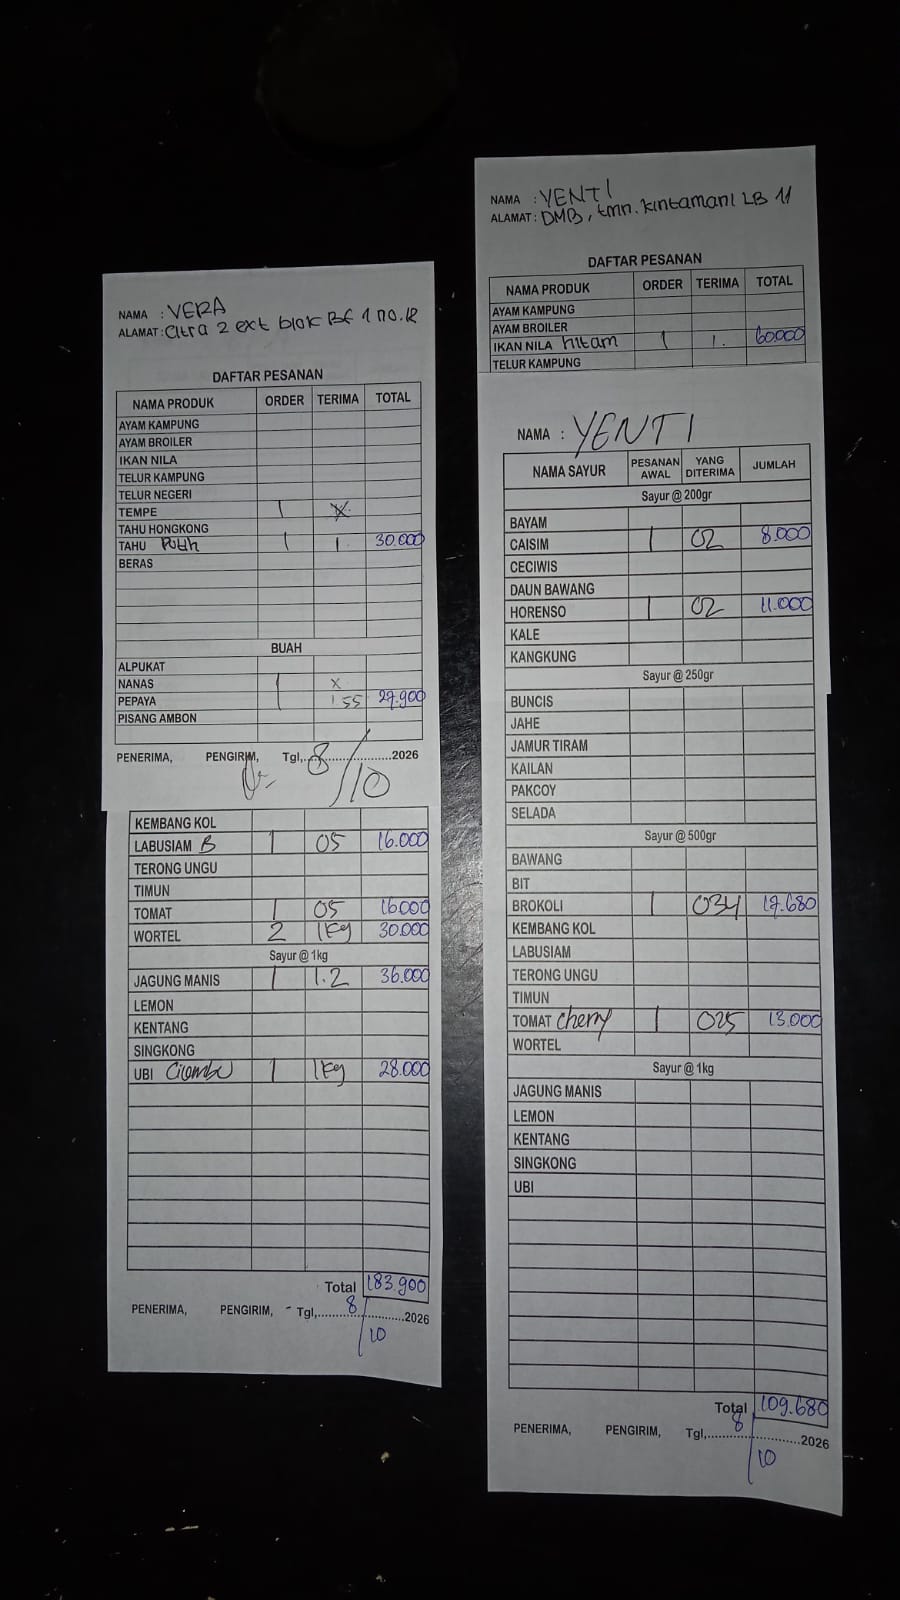 NAMA : VERA
ALAMAT : Citra 2 ext blok BF 1 no.12
DAFTAR PESANAN
NAMA PRODUK ORDER TERIMA TOTAL
AYAM KAMPUNG
AYAM BROILER
IKAN NILA
TELUR KAMPUNG
TELUR NEGERI
TEMPE 1 X
TAHU HONGKONG
TAHU Putih 1 1. 30.000
BERAS
BUAH
ALPUKAT
NANAS 1 X
PEPAYA 1 1 55 27.900
PISANG AMBON
PENERIMA, PENGIRIM, Tgl,...8/10...2026
KEMBANG KOL
LABUSIAM B 1 05 16.000
TERONG UNGU
TIMUN
TOMAT 1 05 16000
WORTEL 2 1Kg 30.000
Sayur @ 1kg
JAGUNG MANIS 1 1.2 36.000
LEMON
KENTANG
SINGKONG
UBI Cilembu 1 1Kg 28.000
Total 183.900
PENERIMA, PENGIRIM, Tgl,...8/10...2026
NAMA : YENTI
ALAMAT : DMB, tmn. kintamani LB 11
DAFTAR PESANAN
NAMA PRODUK ORDER TERIMA TOTAL
AYAM KAMPUNG
AYAM BROILER
IKAN NILA hitam 1 1. 60000
TELUR KAMPUNG
NAMA : YENTI
NAMA SAYUR PESANAN AWAL YANG DITERIMA JUMLAH
Sayur @ 200gr
BAYAM
CAISIM 1 02 8.000
CECIWIS
DAUN BAWANG
HORENSO 1 02 11.000
KALE
KANGKUNG
Sayur @ 250gr
BUNCIS
JAHE
JAMUR TIRAM
KAILAN
PAKCOY
SELADA
Sayur @ 500gr
BAWANG
BIT
BROKOLI 1 034 17.680
KEMBANG KOL
LABUSIAM
TERONG UNGU
TIMUN
TOMAT cherry 1 025 13.000
WORTEL
Sayur @ 1kg
JAGUNG MANIS
LEMON
KENTANG
SINGKONG
UBI
Total 109.680
PENERIMA, PENGIRIM, Tgl,...8/10...2026